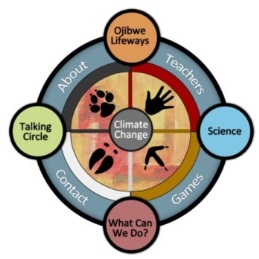 Ojibwe
Lifeways
About
Teachers
Talking
Circle
Climate
Change
Science
Contact
Games
What Can
We Do?